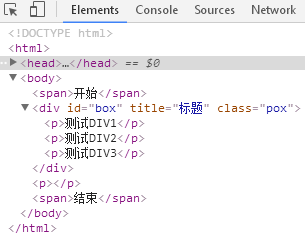 Elements Console Sources
<!DOCTYPE html>
<html>
<head>…</head> == $0
<body>
<span>开始</span>
<div id="box" title="标题" class="pox">
<p>测试DIV1</p>
<p>测试DIV2</p>
<p>测试DIV3</p>
</div>
<p></p>
<span>结束</span>
</body>
</html>